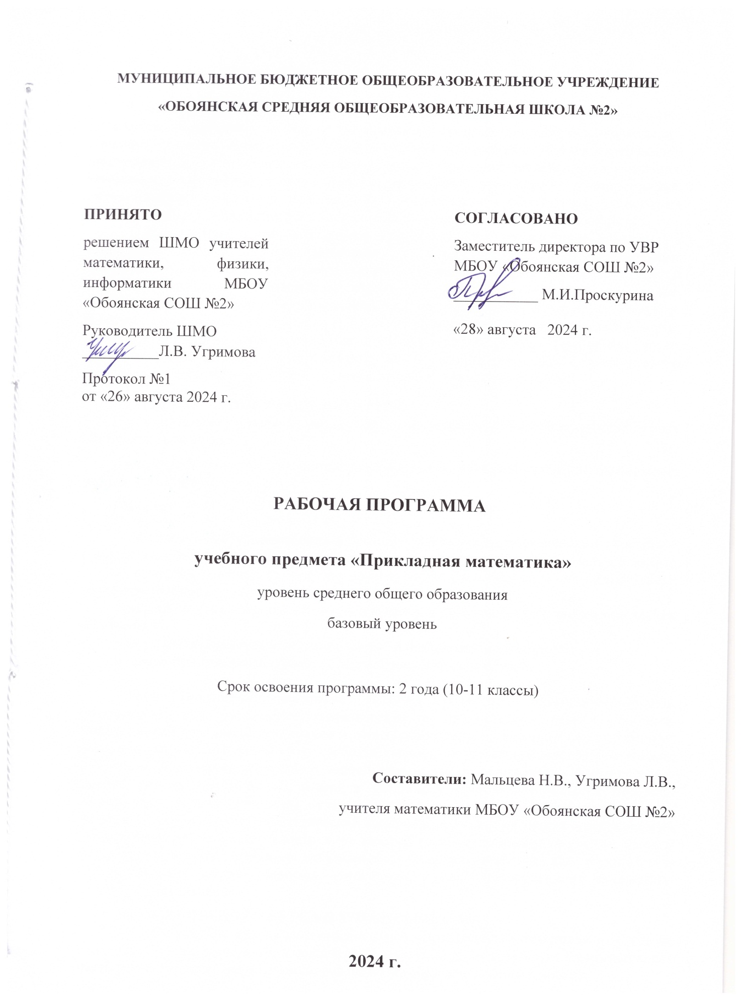 МУНИЦИПАЛЬНОЕ БЮДЖЕТНОЕ ОБЩЕОБРАЗОВАТЕЛЬНОЕ УЧРЕЖДЕНИЕ
«ОБОЯНСКАЯ СРЕДНЯЯ ОБЩЕОБРАЗОВАТЕЛЬНАЯ ШКОЛА №2»
ПРИНЯТО
решением ШМО учителей
математики, физики,
информатики МБОУ
«Обоянская СОШ №2»
Руководитель ШМО
__________Л.В. Угримова
Протокол №1
от «26» августа 2024 г.
СОГЛАСОВАНО
Заместитель директора по УВР
МБОУ «Обоянская СОШ №2»
___________ М.И.Проскурина
«28» августа 2024 г.
РАБОЧАЯ ПРОГРАММА
учебного предмета «Прикладная математика»
уровень среднего общего образования
базовый уровень
Срок освоения программы: 2 года (10-11 классы)
Составители: Мальцева Н.В., Угримова Л.В.,
учителя математики МБОУ «Обоянская СОШ №2»
2024 г.